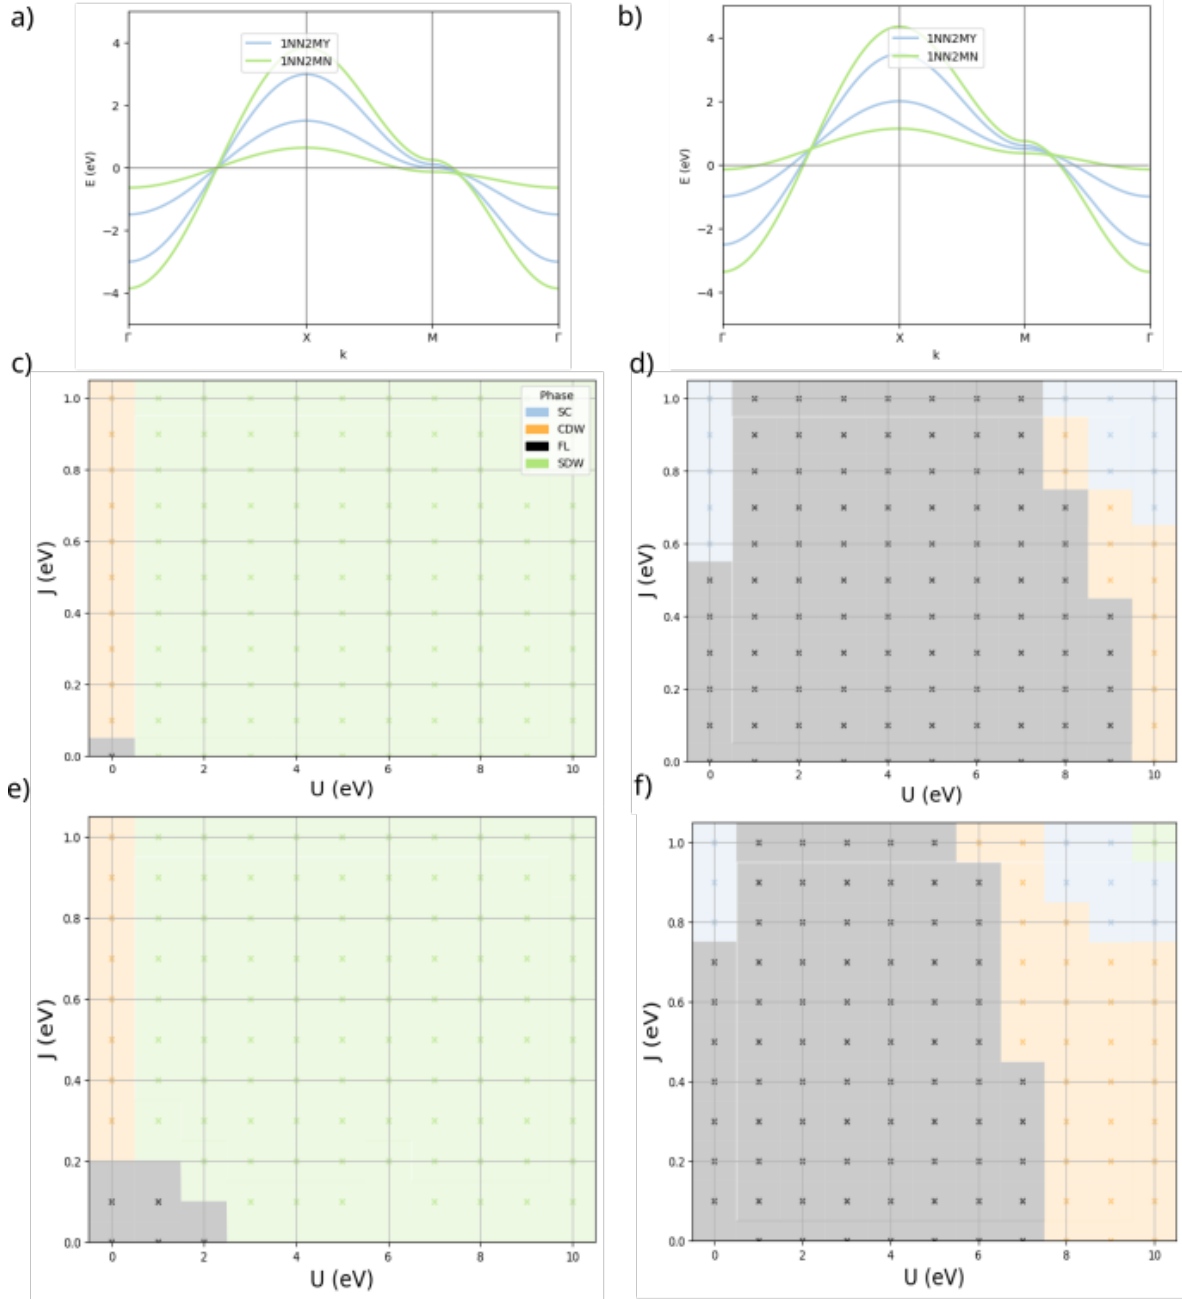 a)
4
2
0
−2
−4
E (eV)
1NN2MY
1NN2MN
Γ
X
M
Γ
k
b)
4
2
0
−2
−4
E (eV)
1NN2MY
1NN2MN
Γ
X
M
Γ
k
c)
1.0
0.8
0.6
0.4
0.2
0.0
J (eV)
Phase
SC
CDW
FL
SDW
0 2 4 6 8 10
U (eV)
d)
1.0
0.8
0.6
0.4
0.2
0.0
J (eV)
0 2 4 6 8 10
U (eV)
e)
1.0
0.8
0.6
0.4
0.2
0.0
J (eV)
0 2 4 6 8 10
U (eV)
f)
1.0
0.8
0.6
0.4
0.2
0.0
J (eV)
0 2 4 6 8 10
U (eV)